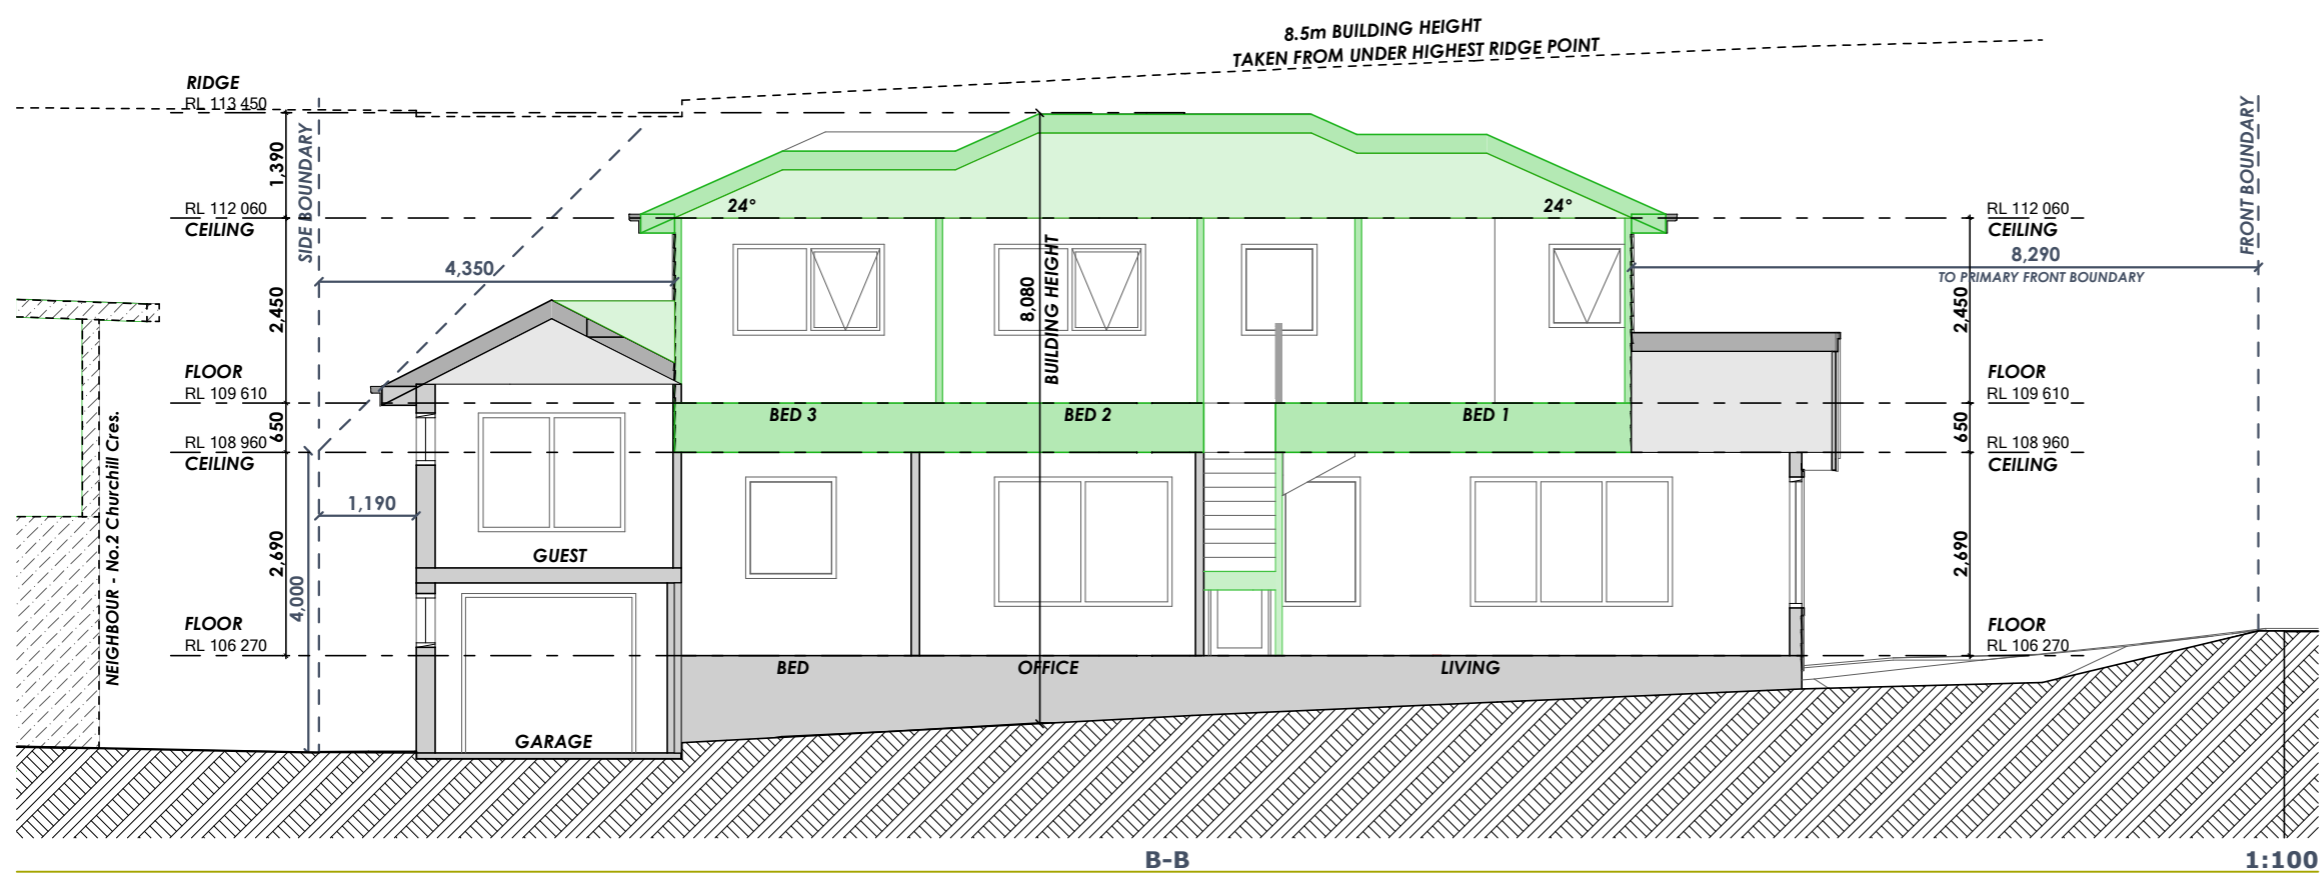 8.5m BUILDING HEIGHT
TAKEN FROM UNDER HIGHEST RIDGE POINT
RIDGE
RL 113 450
1,390
SIDE BOUNDARY
FRONT BOUNDARY
RL 112 060
CEILING
24°
24°
RL 112 060
CEILING
4,350
8,290
TO PRIMARY FRONT BOUNDARY
2,450
8,080
BUILDING HEIGHT
2,450
FLOOR
RL 109 610
FLOOR
RL 109 610
BED 3
BED 2
BED 1
650
650
RL 108 960
CEILING
RL 108 960
CEILING
NEIGHBOUR - No.2 Churchill Cres.
1,190
2,690
4,000
2,690
GUEST
FLOOR
RL 106 270
FLOOR
RL 106 270
BED
OFFICE
LIVING
GARAGE
B-B
1:100